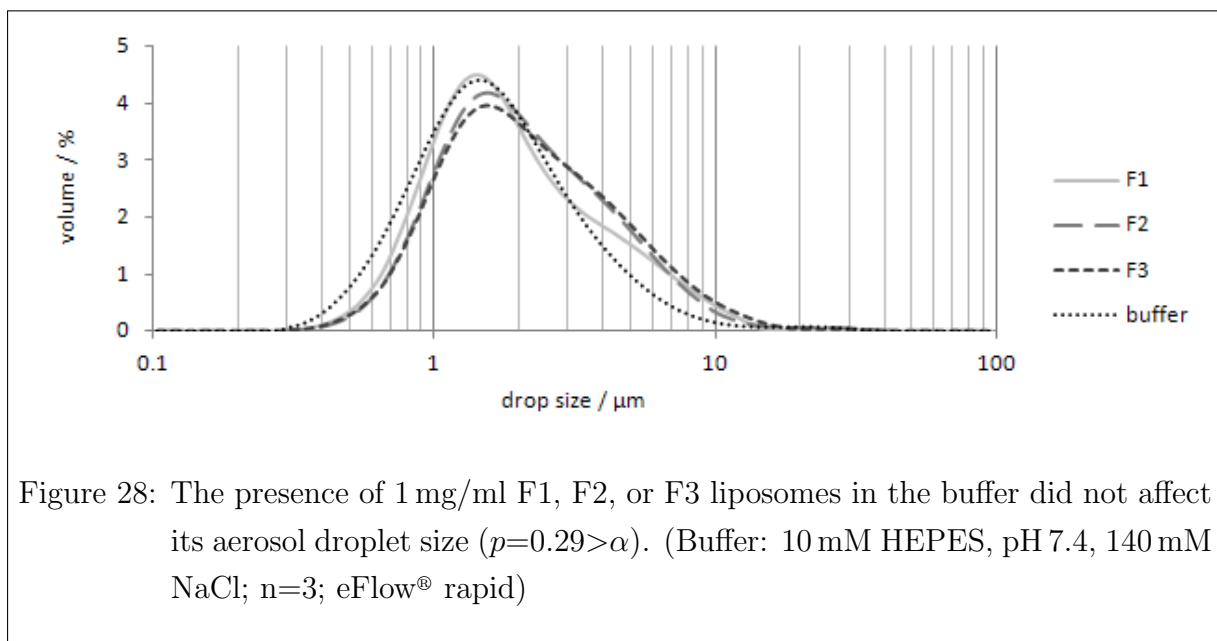 5
4
3
2
1
0
volume / %
0.1 1 10 100
drop size / µm
F1
F2
F3
buffer
Figure 28: The presence of 1 mg/ml F1, F2, or F3 liposomes in the buffer did not affect
its aerosol droplet size (p=0.29>α). (Buffer: 10 mM HEPES, pH 7.4, 140 mM
NaCl; n=3; eFlow® rapid)